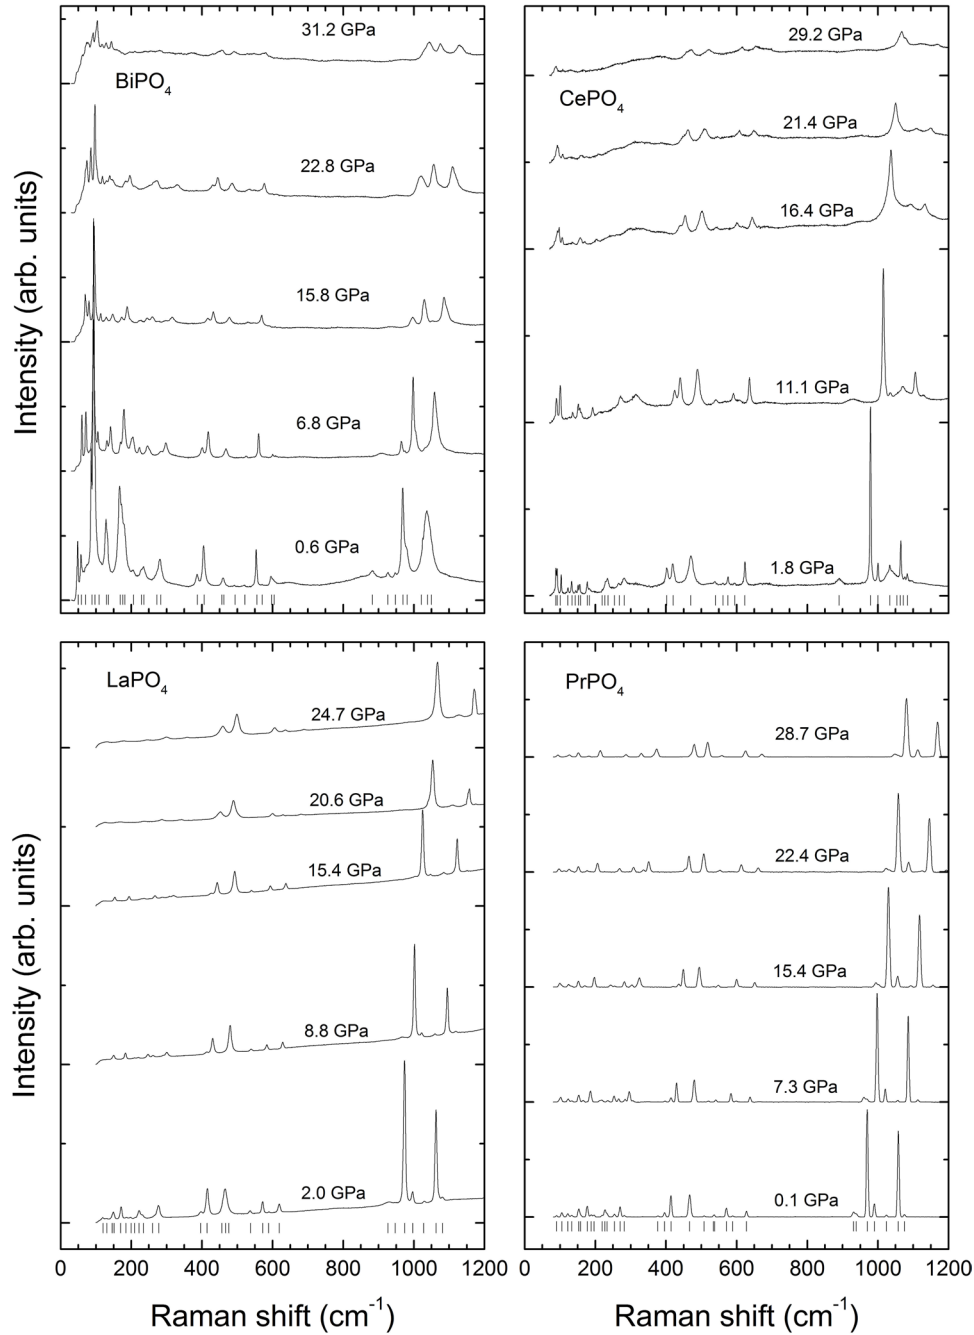 Intensity (arb. units)
31.2 GPa
BiPO4
22.8 GPa
15.8 GPa
6.8 GPa
0.6 GPa
29.2 GPa
CePO4
21.4 GPa
16.4 GPa
11.1 GPa
1.8 GPa
Intensity (arb. units)
LaPO4
24.7 GPa
20.6 GPa
15.4 GPa
8.8 GPa
2.0 GPa
0 200 400 600 800 1000 1200
Raman shift (cm-1)
PrPO4
28.7 GPa
22.4 GPa
15.4 GPa
7.3 GPa
0.1 GPa
0 200 400 600 800 1000 1200
Raman shift (cm-1)